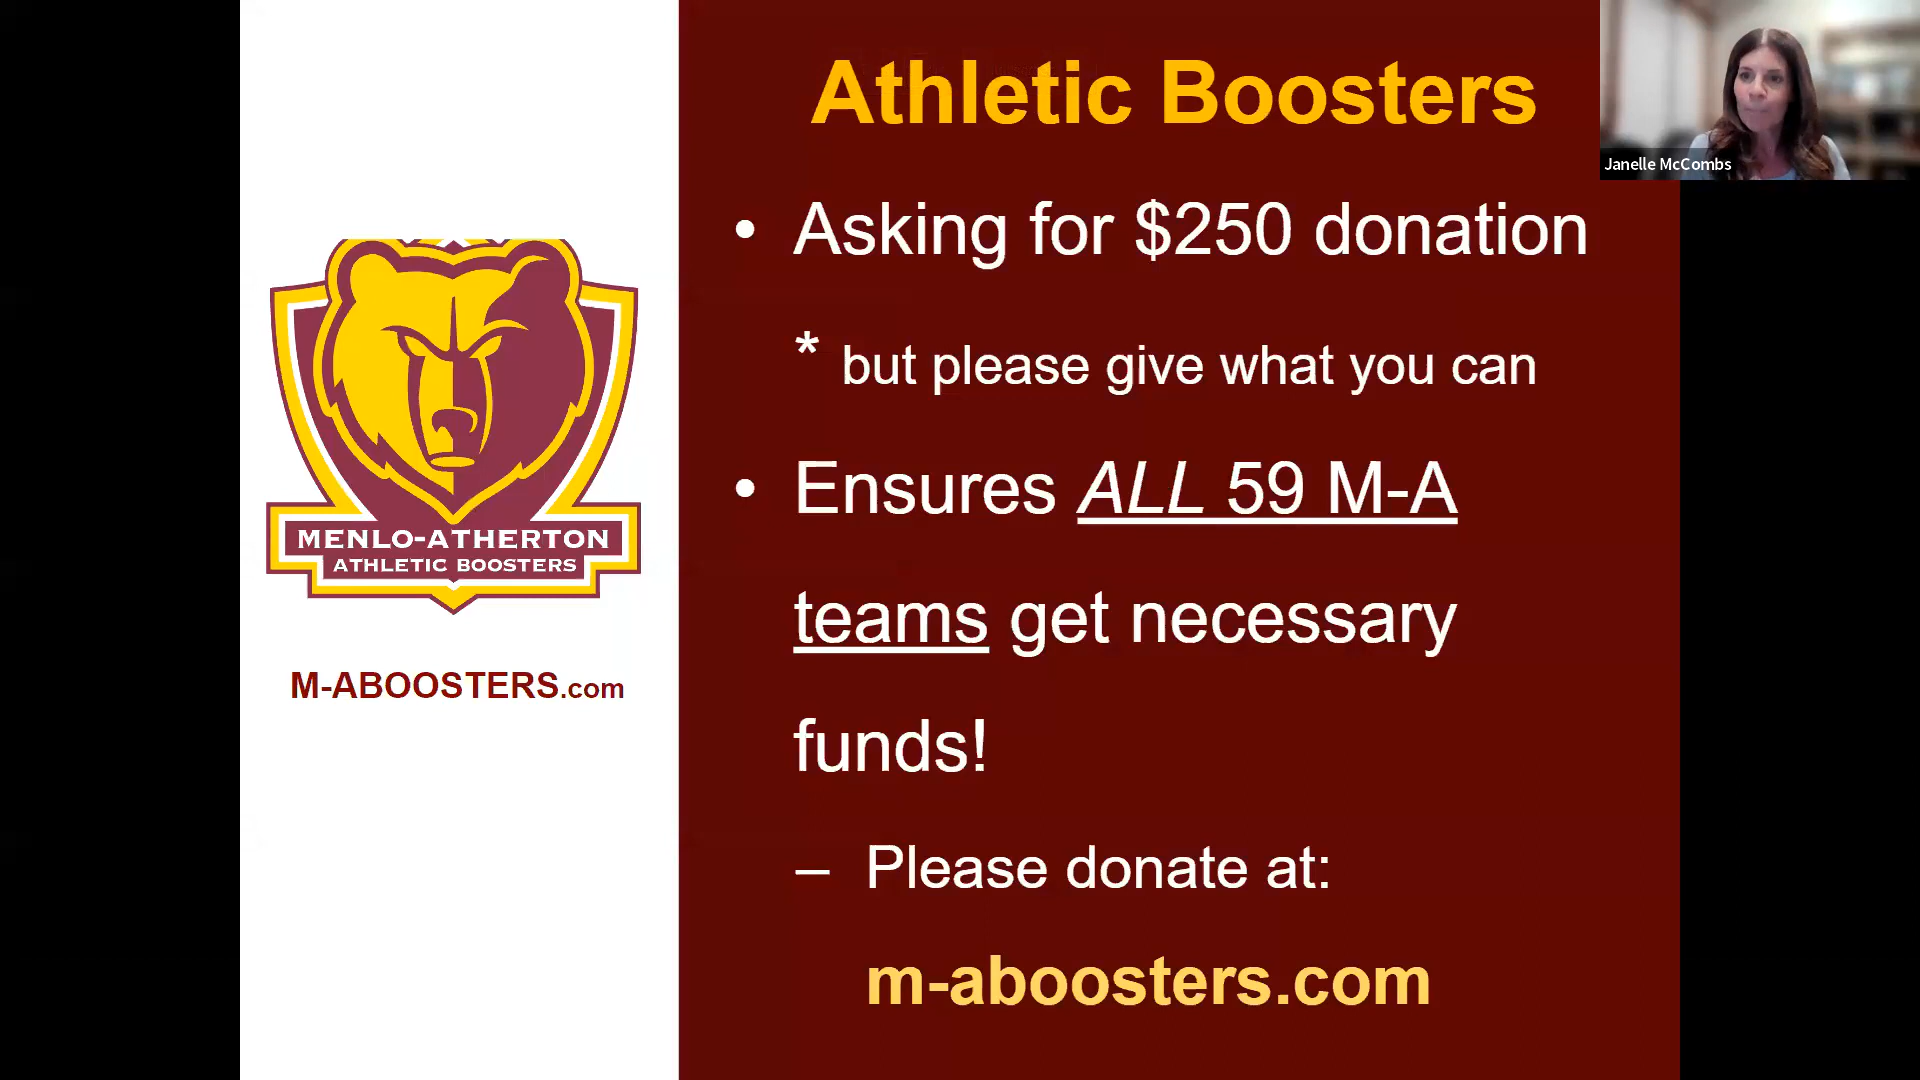 Athletic Boosters
• Asking for $250 donation
* but please give what you can
• Ensures ALL 59 M-A
teams get necessary
funds!
– Please donate at:
m-aboosters.com
MENLO-ATHERTON
ATHLETIC BOOSTERS
M-ABOOSTERS.com
Janelle McCombs